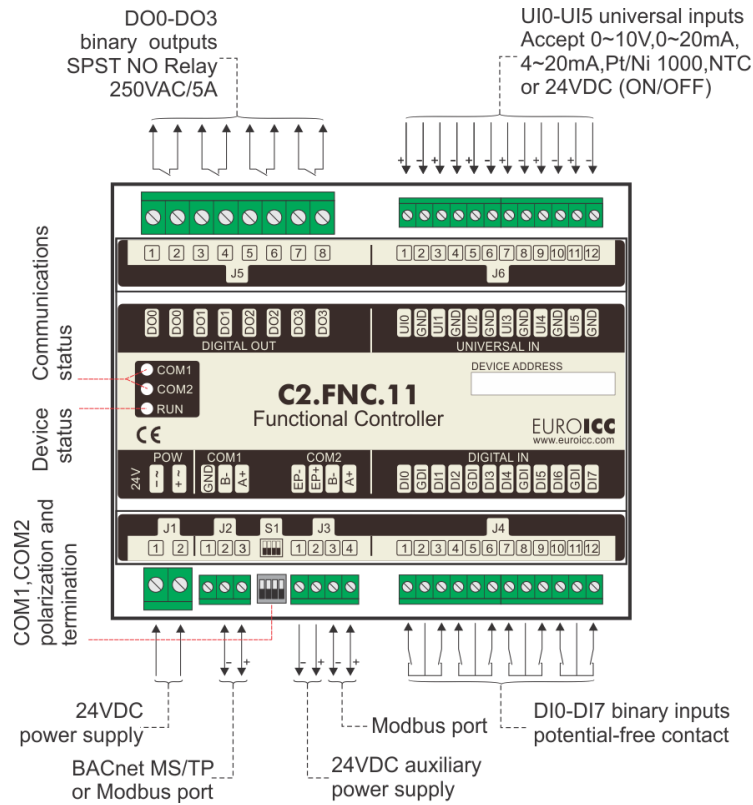 DO0-DO3
binary outputs
SPST NO Relay
250VAC/5A
UI0-UI5 universal inputs
Accept 0~10V,0~20mA,
4~20mA,Pt/Ni 1000,NTC
or 24VDC (ON/OFF)
+ - + - + - + - + - + -
1 2 3 4 5 6 7 8
J5
1 2 3 4 5 6 7 8 9 10 11 12
J6
DO0 DO0 DO1 DO1 DO2 DO2 DO3 DO3
DIGITAL OUT
UI0 GND UI1 GND UI2 GND UI3 GND UI4 GND UI5 GND
UNIVERSAL IN
Communications
status
COM1
COM2
RUN
Device
status
C2.FNC.11
Functional Controller
DEVICE ADDRESS
EUROICC
www.euroicc.com
CE
24V
POW
-~ +~
COM1
GND B- A+
COM2
EP- EP+ B- A+
DIGITAL IN
DI0 GDI DI1 DI2 GDI DI3 DI4 GDI DI5 DI6 GDI DI7
J1
1 2
J2
1 2 3
S1
J3
1 2 3 4
J4
1 2 3 4 5 6 7 8 9 10 11 12
COM1,COM2
polarization and
termination
- +
- + - +
24VDC
power supply
BACnet MS/TP
or Modbus port
24VDC auxiliary
power supply
Modbus port
DI0-DI7 binary inputs
potential-free contact